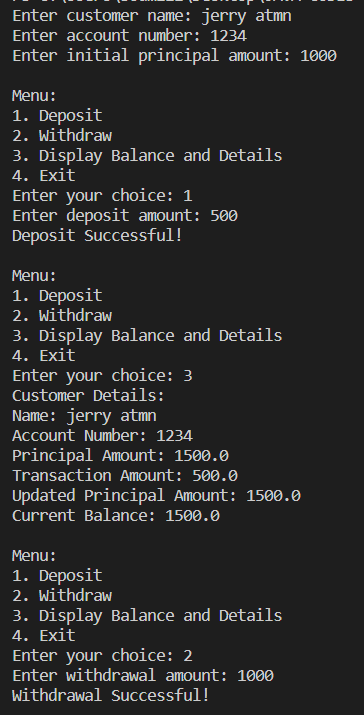 Enter customer name: jerry atmn
Enter account number: 1234
Enter initial principal amount: 1000

Menu:
1. Deposit
2. Withdraw
3. Display Balance and Details
4. Exit
Enter your choice: 1
Enter deposit amount: 500
Deposit Successful!

Menu:
1. Deposit
2. Withdraw
3. Display Balance and Details
4. Exit
Enter your choice: 3
Customer Details:
Name: jerry atmn
Account Number: 1234
Principal Amount: 1500.0
Transaction Amount: 500.0
Updated Principal Amount: 1500.0
Current Balance: 1500.0

Menu:
1. Deposit
2. Withdraw
3. Display Balance and Details
4. Exit
Enter your choice: 2
Enter withdrawal amount: 1000
Withdrawal Successful!